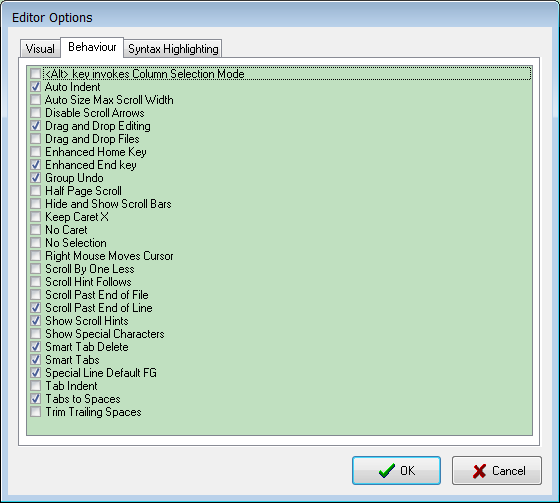 Editor Options
Visual Behaviour Syntax Highlighting
<Alt> key invokes Column Selection Mode
Auto Indent
Auto Size Max Scroll Width
Disable Scroll Arrows
Drag and Drop Editing
Drag and Drop Files
Enhanced Home Key
Enhanced End key
Group Undo
Half Page Scroll
Hide and Show Scroll Bars
Keep Caret X
No Caret
No Selection
Right Mouse Moves Cursor
Scroll By One Less
Scroll Hint Follows
Scroll Past End of File
Scroll Past End of Line
Show Scroll Hints
Show Special Characters
Smart Tab Delete
Smart Tabs
Special Line Default FG
Tab Indent
Tabs to Spaces
Trim Trailing Spaces
OK Cancel